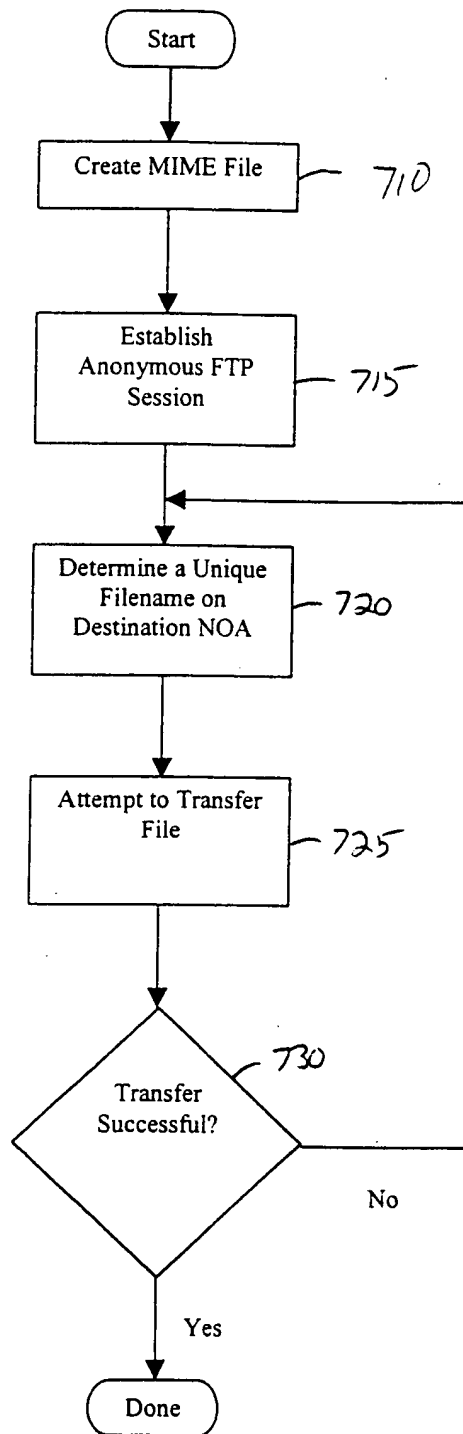 Start
Create MIME File
710
Establish
Anonymous FTP
Session
715
Determine a Unique
Filename on
Destination NOA
720
Attempt to Transfer
File
725
730
Transfer
Successful?
No
Yes
Done